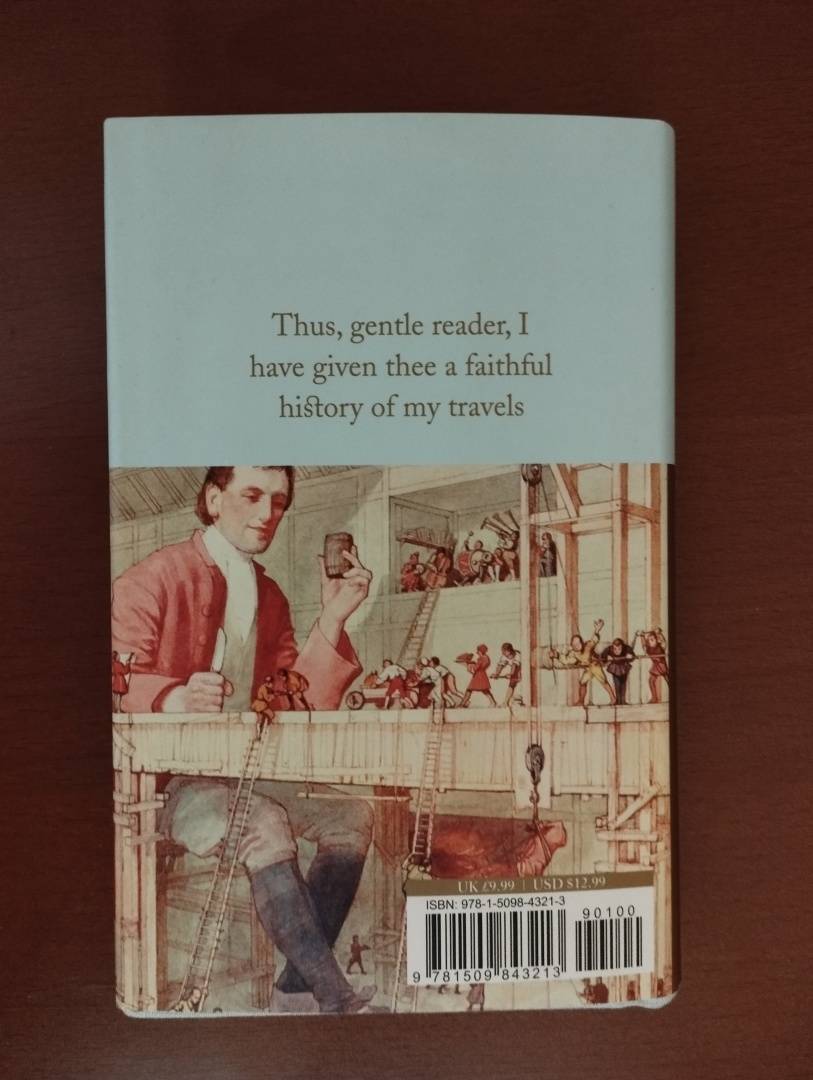 Thus, gentle reader, I
have given thee a faithful
history of my travels
UK £9.99 | USD $12.99
ISBN: 978-1-5098-4321-3
90100
9 781509 843213